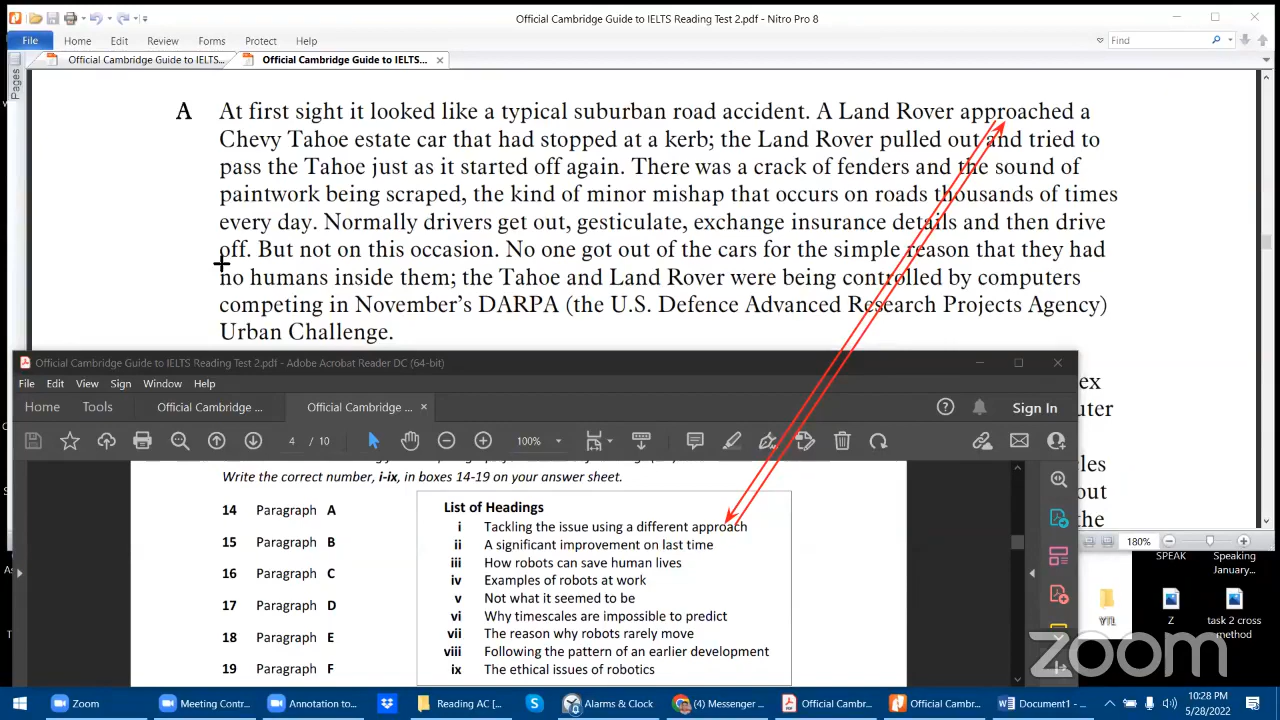 Official Cambridge Guide to IELTS Reading Test 2.pdf - Nitro Pro 8
File Home Edit Review Forms Protect Help Find
Official Cambridge Guide to IELTS... Official Cambridge Guide to IELTS...
Pages
A At first sight it looked like a typical suburban road accident. A Land Rover approached a
Chevy Tahoe estate car that had stopped at a kerb; the Land Rover pulled out and tried to
pass the Tahoe just as it started off again. There was a crack of fenders and the sound of
paintwork being scraped, the kind of minor mishap that occurs on roads thousands of times
every day. Normally drivers get out, gesticulate, exchange insurance details and then drive
off. But not on this occasion. No one got out of the cars for the simple reason that they had
no humans inside them; the Tahoe and Land Rover were being controlled by computers
competing in November's DARPA (the U.S. Defence Advanced Research Projects Agency)
Urban Challenge.
Official Cambridge Guide to IELTS Reading Test 2.pdf - Adobe Acrobat Reader DC (64-bit)
File Edit View Sign Window Help
Home Tools Official Cambridge ... Official Cambridge ... Sign In
4 / 10 100%
Write the correct number, i-ix, in boxes 14-19 on your answer sheet.
14 Paragraph A
15 Paragraph B
16 Paragraph C
17 Paragraph D
18 Paragraph E
19 Paragraph F
List of Headings
i Tackling the issue using a different approach
ii A significant improvement on last time
iii How robots can save human lives
iv Examples of robots at work
v Not what it seemed to be
vi Why timescales are impossible to predict
vii The reason why robots rarely move
viii Following the pattern of an earlier development
ix The ethical issues of robotics
out
the
180%
SPEAK
Speaking
January...
YTL
Z
task 2 cross
method
zoom
Zoom Meeting Contr... Annotation to... Reading AC [... Alarms & Clock (4) Messenger ... Official Camb... Official Camb... Document1 - ...
10:28 PM
5/28/2022